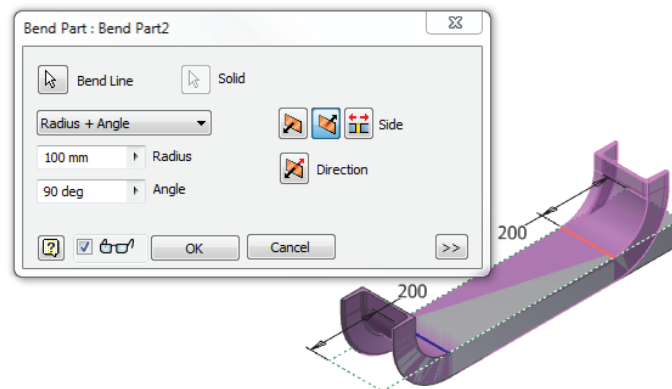 Bend Part : Bend Part2
Bend Line
Solid
Radius + Angle
Side
100 mm
Radius
Direction
90 deg
Angle
OK
Cancel
>>
200
200